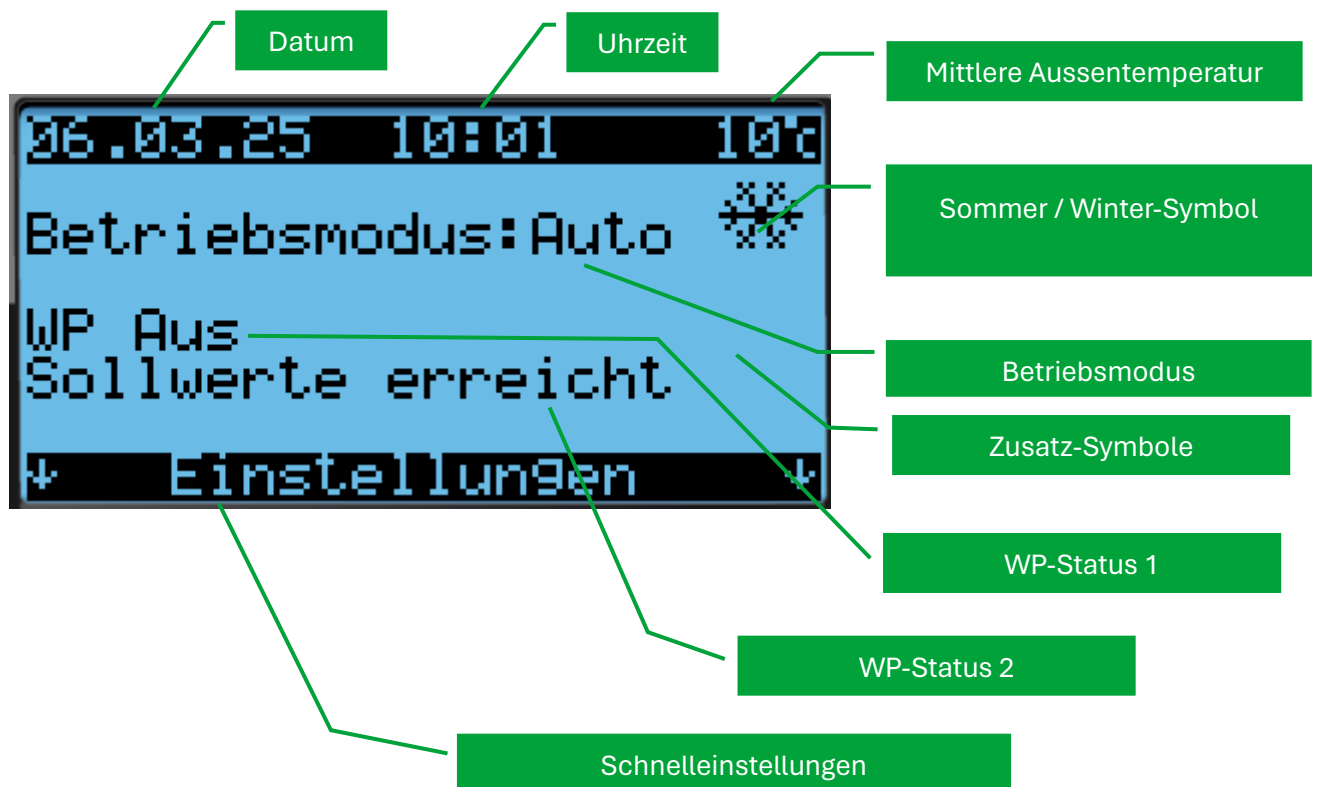 Datum
Uhrzeit
Mittlere Aussentemperatur
06.03.25 10:01 10°c
Sommer / Winter-Symbol
Betriebsmodus:Auto
WP Aus
Sollwerte erreicht
Betriebsmodus
Zusatz-Symbole
Einstellungen
WP-Status 1
WP-Status 2
Schnelleinstellungen